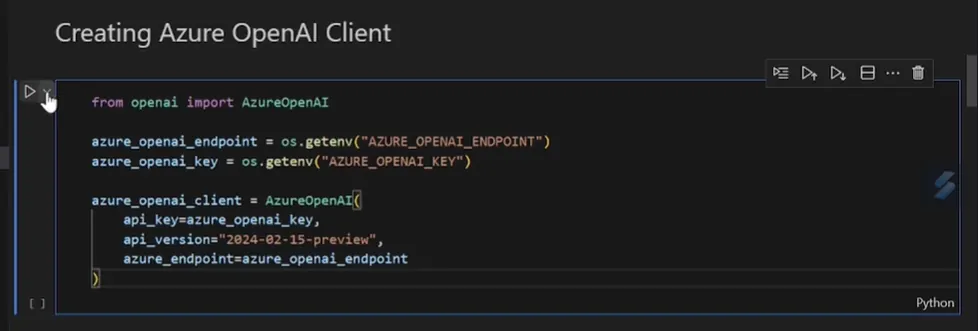 Creating Azure OpenAI Client
from openai import AzureOpenAI
azure_openai_endpoint = os.getenv("AZURE_OPENAI_ENDPOINT")
azure_openai_key = os.getenv("AZURE_OPENAI_KEY")
azure_openai_client = AzureOpenAI(
    api_key=azure_openai_key,
    api_version="2024-02-15-preview",
    azure_endpoint=azure_openai_endpoint
)
[ ]
Python